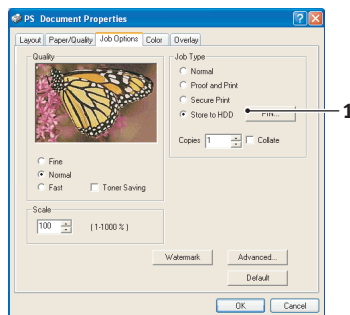 PS Document Properties
Layout Paper/Quality Job Options Color Overlay
Quality
Fine
Normal
Fast
Toner Saving
Scale
100 (1-1000 %)
Job Type
Normal
Proof and Print
Secure Print
Store to HDD
PIN...
1
Copies 1 Collate
Watermark Advanced...
Default
OK Cancel